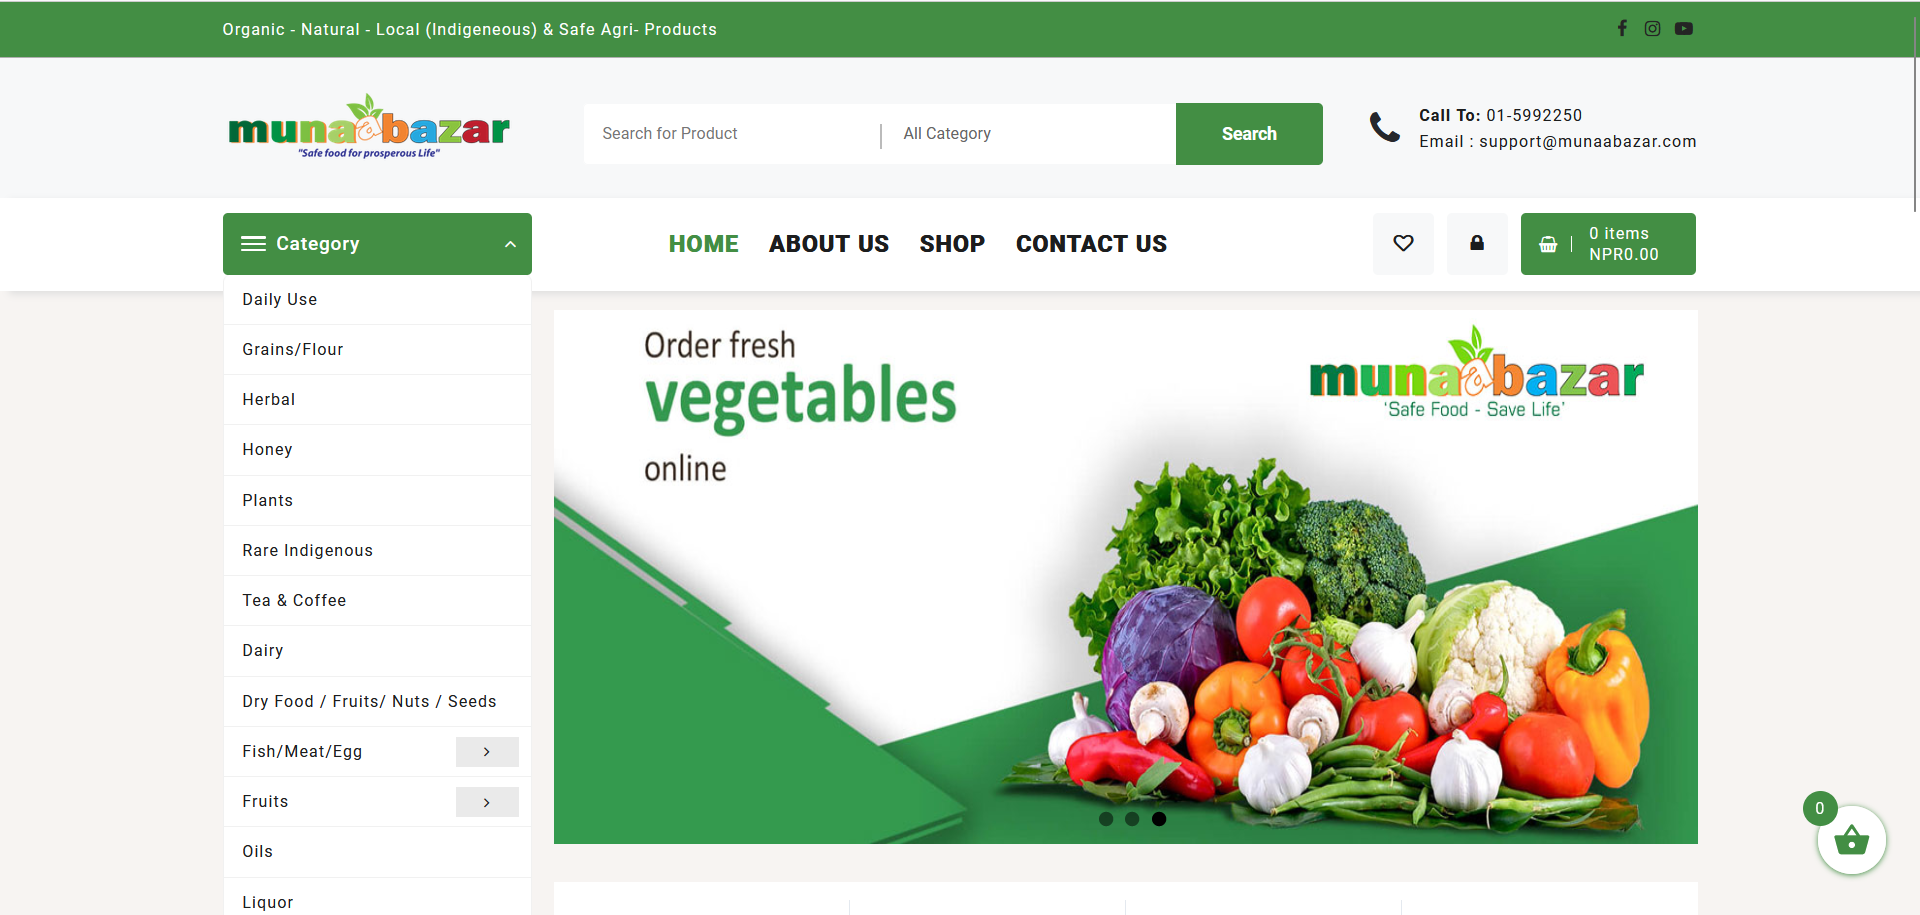 Organic - Natural - Local (Indigeneous) & Safe Agri- Products
munaabazar
"Safe food for prosperous Life"
Search for Product
All Category
Search
Call To: 01-5992250
Email : support@munaabazar.com
Category
HOME
ABOUT US
SHOP
CONTACT US
0 items
NPR0.00
Daily Use
Grains/Flour
Herbal
Honey
Plants
Rare Indigenous
Tea & Coffee
Dairy
Dry Food / Fruits/ Nuts / Seeds
Fish/Meat/Egg
Fruits
Oils
Liquor
Order fresh
vegetables
online
munaabazar
'Safe Food - Save Life'
0